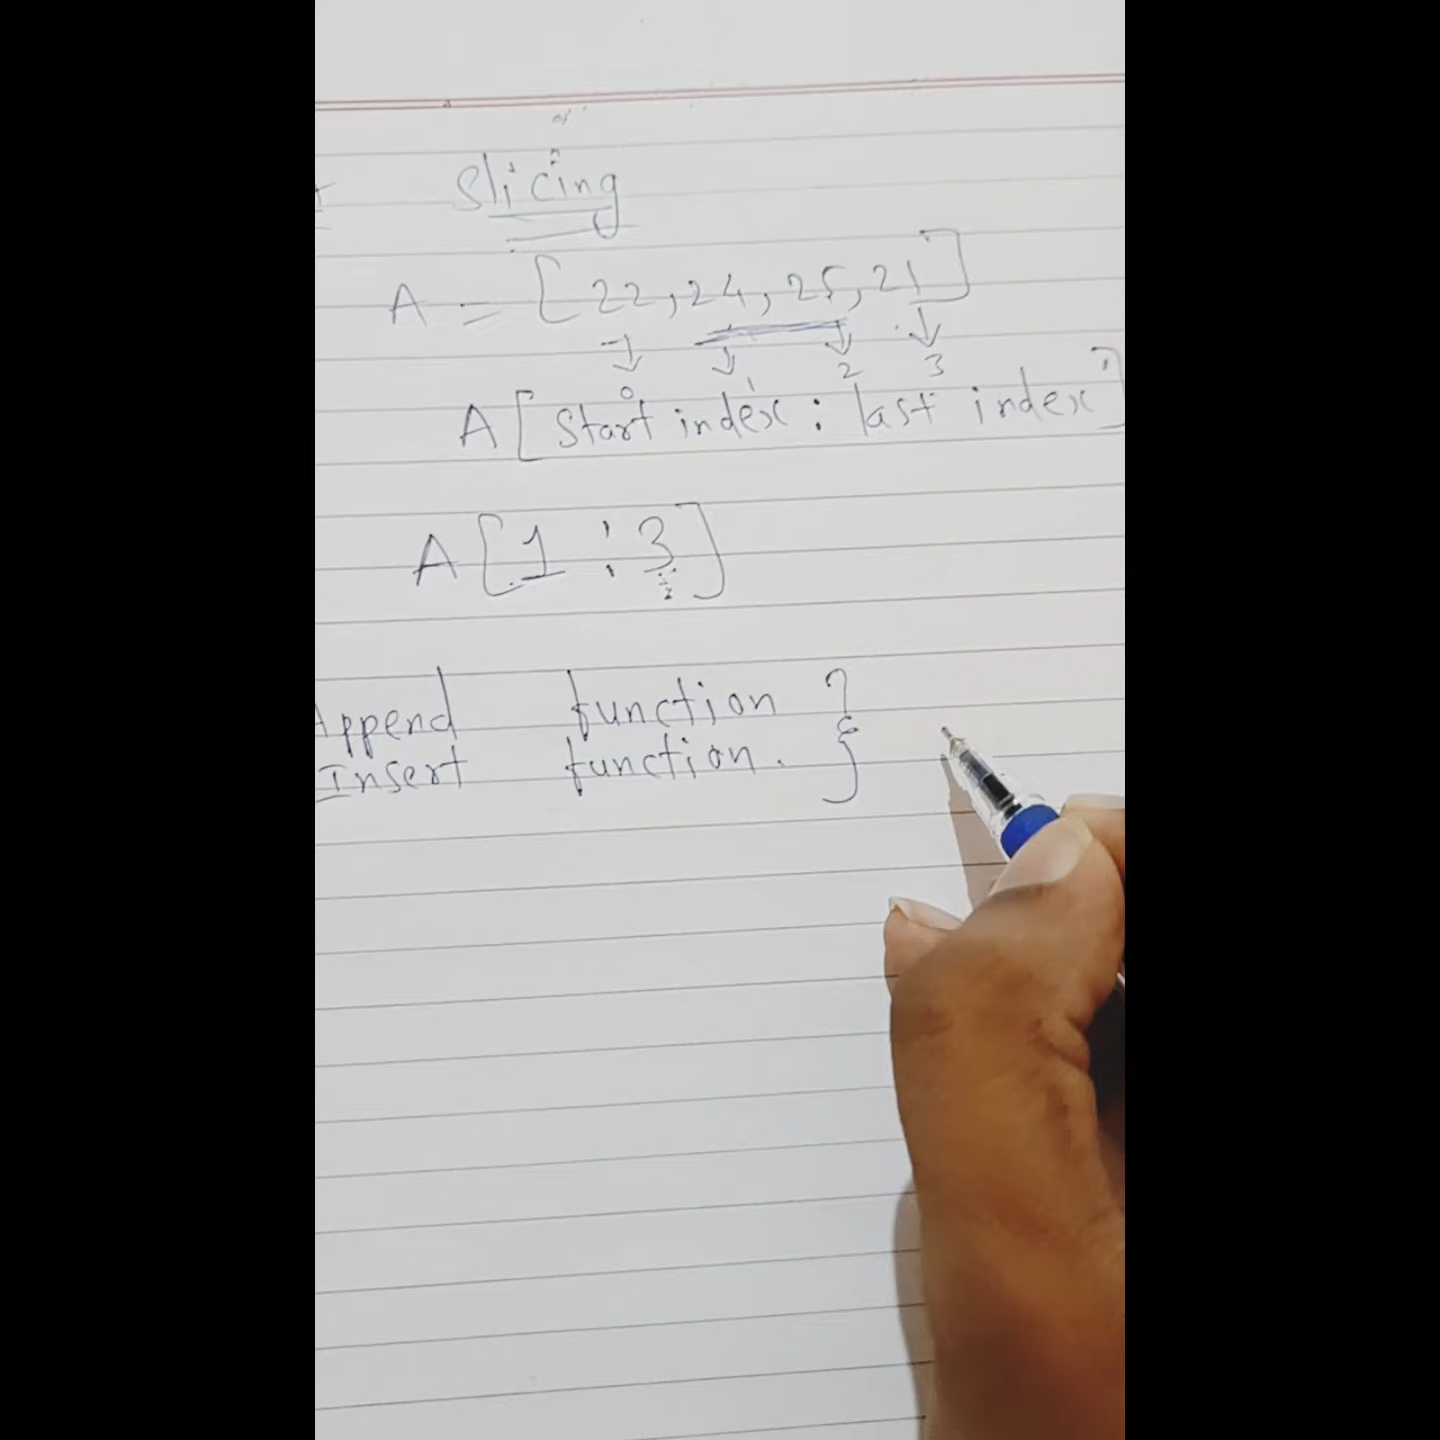 Slicing
A = [22, 24, 25, 21]
0 1 2 3
A[Start index : last index]
A[1 : 3]
Append function }
Insert function.